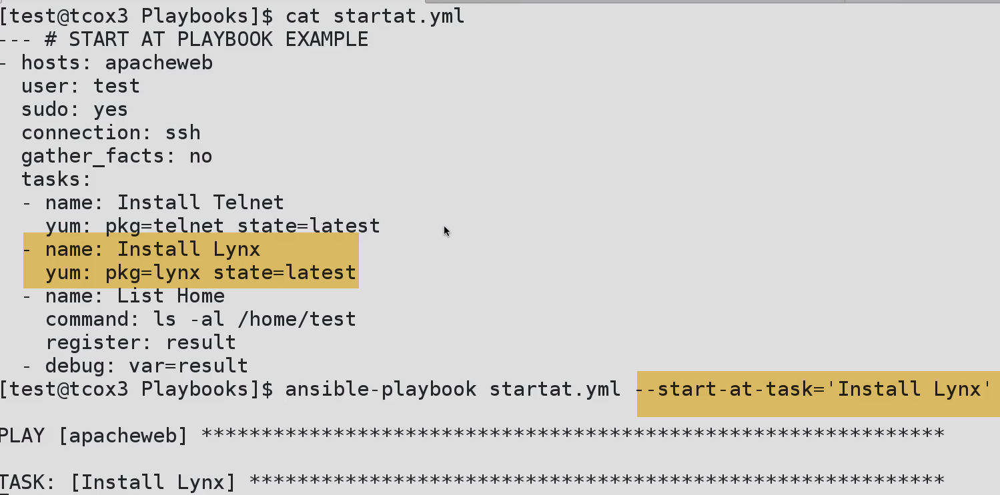 [test@tcox3 Playbooks]$ cat startat.yml
--- # START AT PLAYBOOK EXAMPLE
- hosts: apacheweb
  user: test
  sudo: yes
  connection: ssh
  gather_facts: no
  tasks:
  - name: Install Telnet
    yum: pkg=telnet state=latest
  - name: Install Lynx
    yum: pkg=lynx state=latest
  - name: List Home
    command: ls -al /home/test
    register: result
  - debug: var=result
[test@tcox3 Playbooks]$ ansible-playbook startat.yml --start-at-task='Install Lynx'
PLAY [apacheweb] **************************************************************
TASK: [Install Lynx] **********************************************************